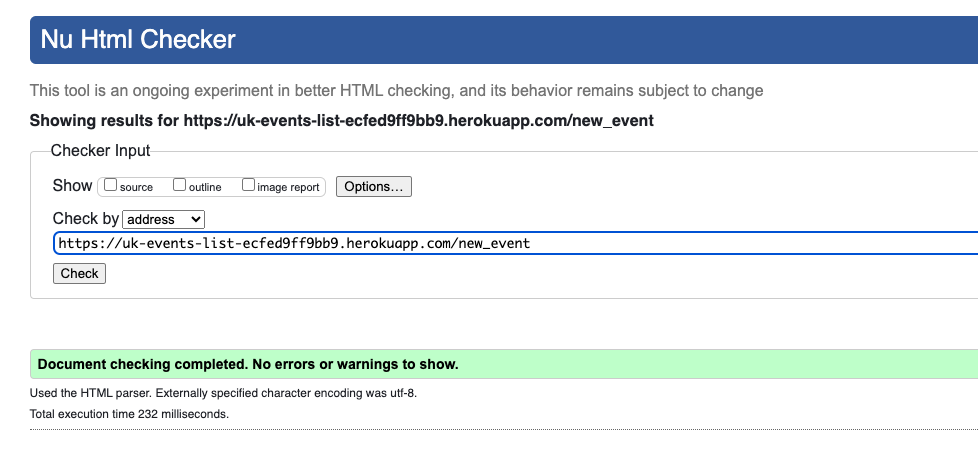 Nu Html Checker
This tool is an ongoing experiment in better HTML checking, and its behavior remains subject to change
Showing results for https://uk-events-list-ecfed9ff9bb9.herokuapp.com/new_event
Checker Input
Show source outline image report Options...
Check by address
https://uk-events-list-ecfed9ff9bb9.herokuapp.com/new_event
Check
Document checking completed. No errors or warnings to show.
Used the HTML parser. Externally specified character encoding was utf-8.
Total execution time 232 milliseconds.